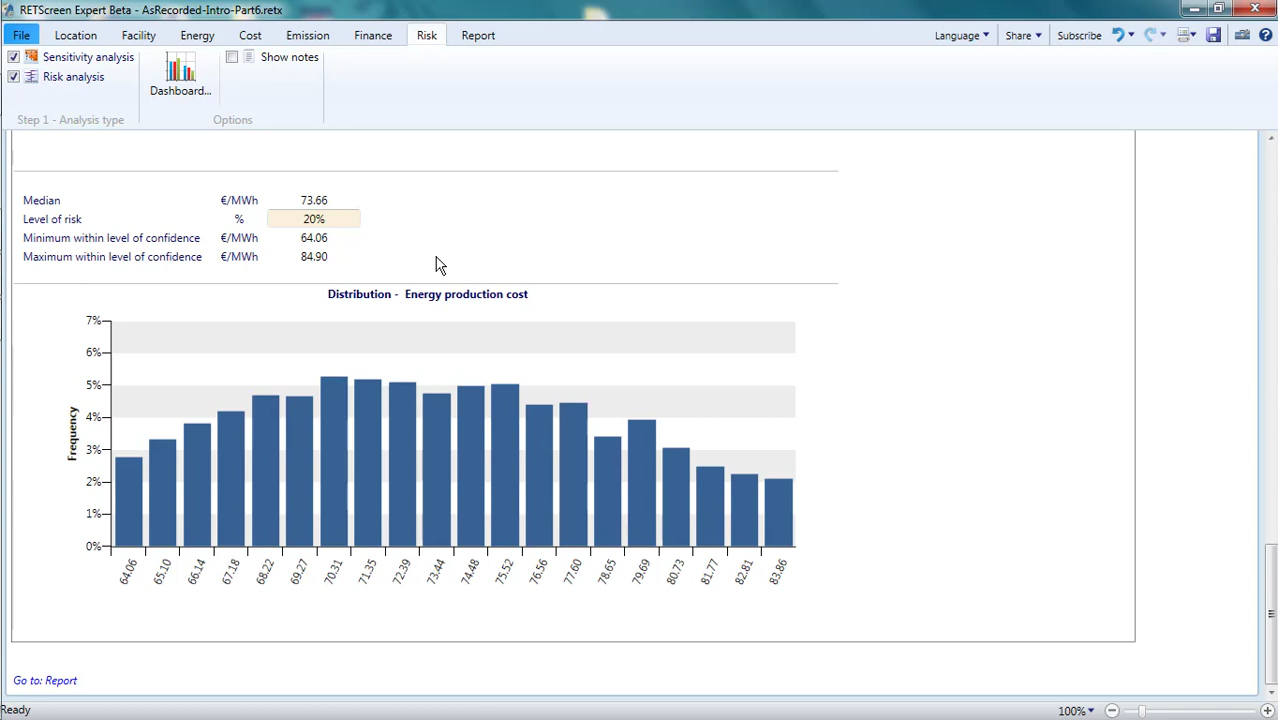 RETScreen Expert Beta - AsRecorded-Intro-Part6.retx
File Location Facility Energy Cost Emission Finance Risk Report Language Share Subscribe
Sensitivity analysis
Risk analysis
Dashboard...
Show notes
Step 1 - Analysis type
Options
Median €/MWh 73.66
Level of risk % 20%
Minimum within level of confidence €/MWh 64.06
Maximum within level of confidence €/MWh 84.90
Distribution - Energy production cost
7%
6%
5%
4%
3%
2%
1%
0%
Frequency
64.06 65.10 66.14 67.18 68.22 69.27 70.31 71.35 72.39 73.44 74.48 75.52 76.56 77.60 78.65 79.69 80.73 81.77 82.81 83.86
Go to: Report
Ready
100%